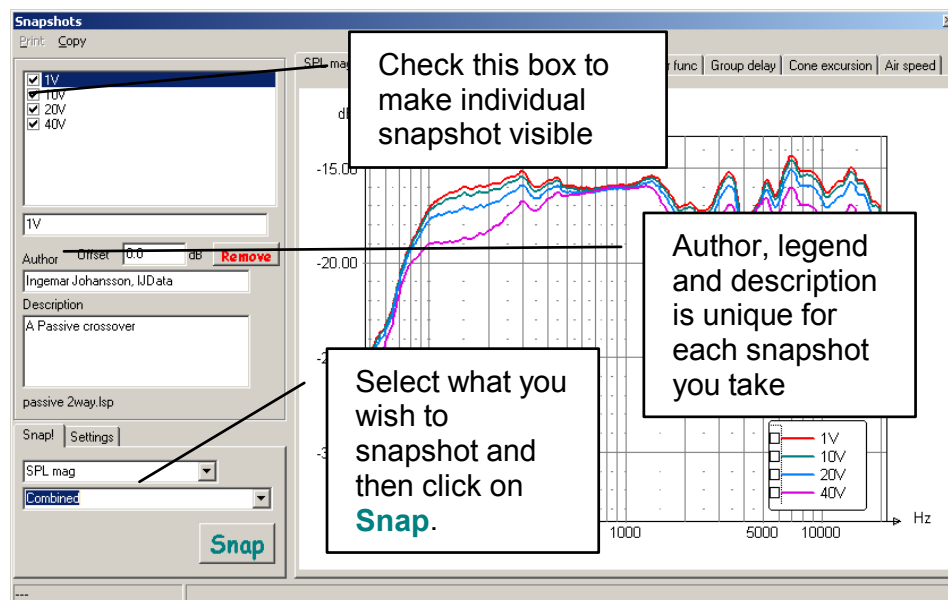 Snapshots
Print Copy
1V
10V
20V
40V
1V
Author Offset 0.0 dB Remove
Ingemar Johansson, IJData
Description
A Passive crossover
passive 2way.lsp
Snap! Settings
SPL mag
Combined
Snap
---
SPL mag
func Group delay Cone excursion Air speed
Check this box to
make individual
snapshot visible
-15.00
-20.00
Author, legend
and description
is unique for
each snapshot
you take
Select what you
wish to
snapshot and
then click on
Snap.
1V
10V
20V
40V
1000 5000 10000 Hz